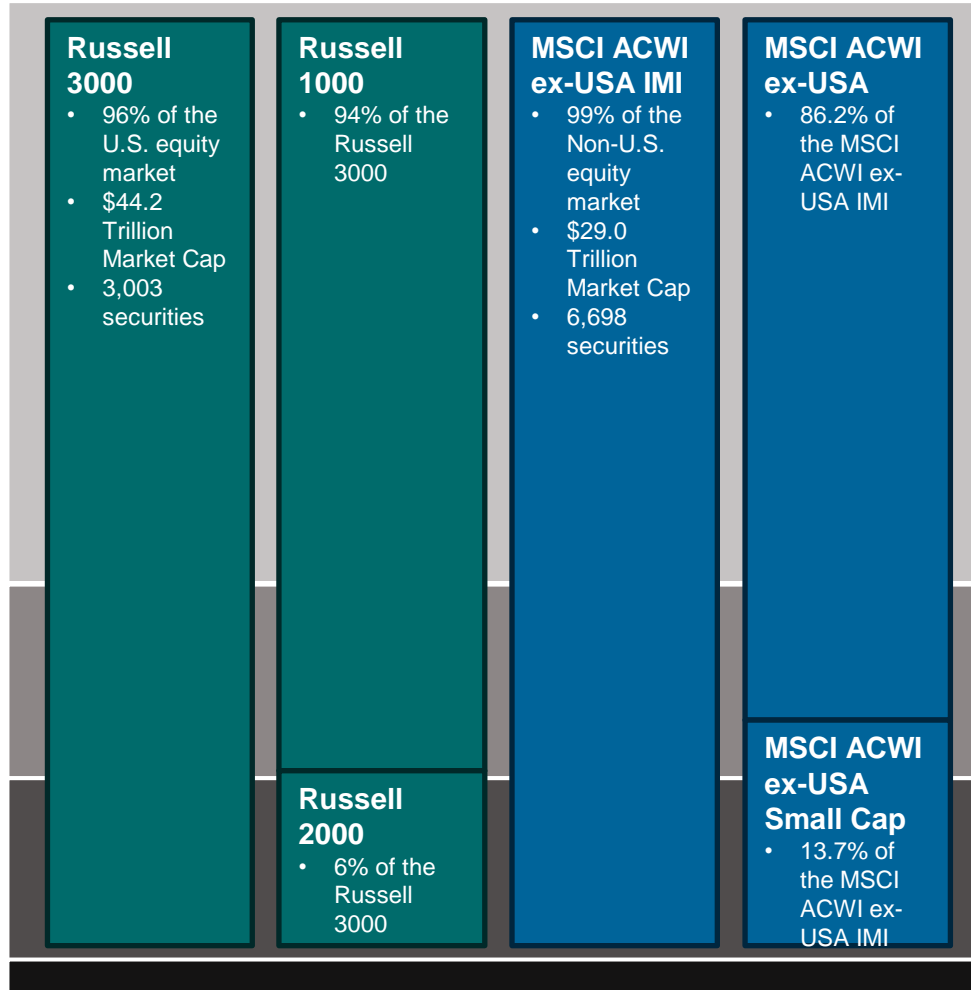 Russell
3000
• 96% of the
U.S. equity
market
• $44.2
Trillion
Market Cap
• 3,003
securities
Russell
1000
• 94% of the
Russell
3000
Russell
2000
• 6% of the
Russell
3000
MSCI ACWI
ex-USA IMI
• 99% of the
Non-U.S.
equity
market
• $29.0
Trillion
Market Cap
• 6,698
securities
MSCI ACWI
ex-USA
• 86.2% of
the MSCI
ACWI ex-
USA IMI
MSCI ACWI
ex-USA
Small Cap
• 13.7% of
the MSCI
ACWI ex-
USA IMI